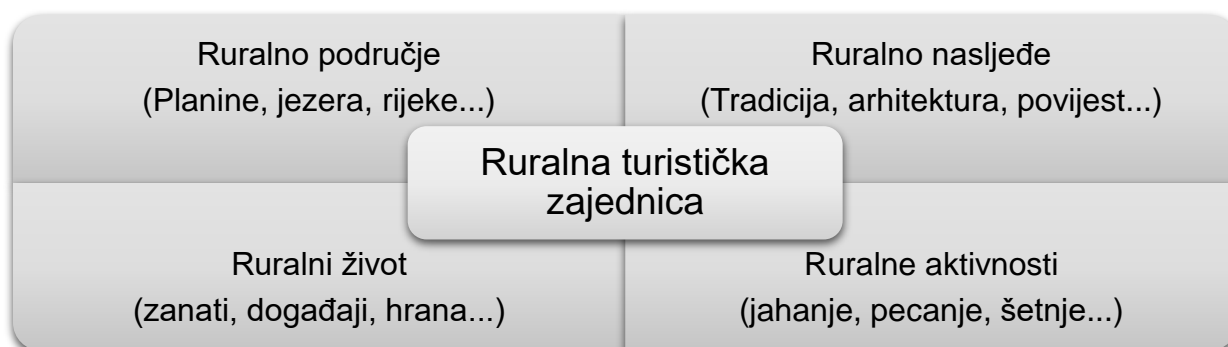 Ruralno područje
(Planine, jezera, rijeke...)
Ruralno nasljeđe
(Tradicija, arhitektura, povijest...)
Ruralna turistička
zajednica
Ruralni život
(zanati, događaji, hrana...)
Ruralne aktivnosti
(jahanje, pecanje, šetnje...)